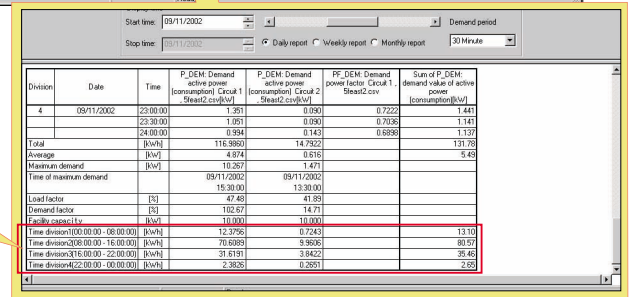 Start time: 09/11/2002 Demand period
Stop time: 09/11/2002 Daily report Weekly report Monthly report 30 Minute
Division Date Time P_DEM: Demand active power (consumption) Circuit 1 , 5feast2.csv[kW] P_DEM: Demand active power (consumption) Circuit 2 , 5feast2.csv[kW] PF_DEM: Demand power factor Circuit 1 , 5feast2.csv Sum of P_DEM: demand value of active power (consumption)[kW]
4 09/11/2002 23:00:00 1.351 0.090 0.7222 1.441
23:30:00 1.051 0.090 0.7036 1.141
24:00:00 0.994 0.143 0.6898 1.137
Total [kWh] 116.9860 14.7922 131.78
Average [kW] 4.874 0.616 5.49
Maximum demand [kW] 10.267 1.471
Time of maximum demand 09/11/2002 09/11/2002
15:30:00 13:30:00
Load factor [%] 47.48 41.89
Demand factor [%] 102.67 14.71
Facility capacity [kW] 10.000 10.000
Time division1(00:00:00 - 08:00:00) [kWh] 12.3756 0.7243 13.10
Time division2(08:00:00 - 16:00:00) [kWh] 70.6089 9.9606 80.57
Time division3(16:00:00 - 22:00:00) [kWh] 31.6191 3.8422 35.46
Time division4(22:00:00 - 00:00:00) [kWh] 2.3826 0.2651 2.65